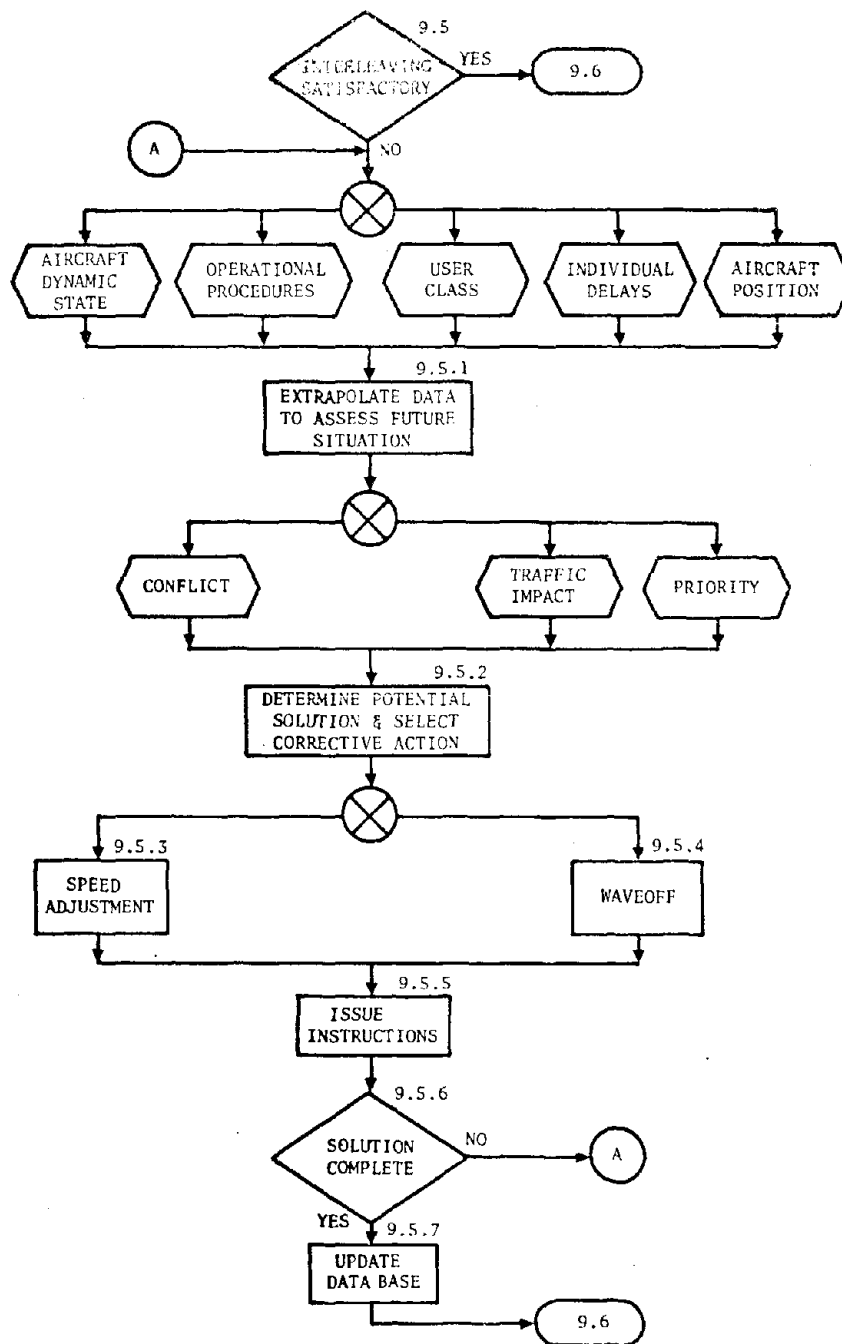 9.5
INTERLEAVING
SATISFACTORY
YES
9.6
A
NO
AIRCRAFT
DYNAMIC
STATE
OPERATIONAL
PROCEDURES
USER
CLASS
INDIVIDUAL
DELAYS
AIRCRAFT
POSITION
9.5.1
EXTRAPOLATE DATA
TO ASSESS FUTURE
SITUATION
CONFLICT
TRAFFIC
IMPACT
PRIORITY
9.5.2
DETERMINE POTENTIAL
SOLUTION & SELECT
CORRECTIVE ACTION
9.5.3
SPEED
ADJUSTMENT
9.5.4
WAVEOFF
9.5.5
ISSUE
INSTRUCTIONS
9.5.6
SOLUTION
COMPLETE
NO
A
YES
9.5.7
UPDATE
DATA BASE
9.6